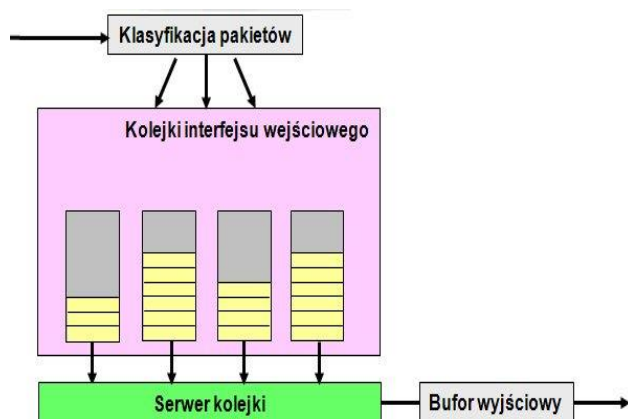 Klasyfikacja pakietów
Kolejki interfejsu wejściowego
Serwer kolejki
Bufor wyjściowy